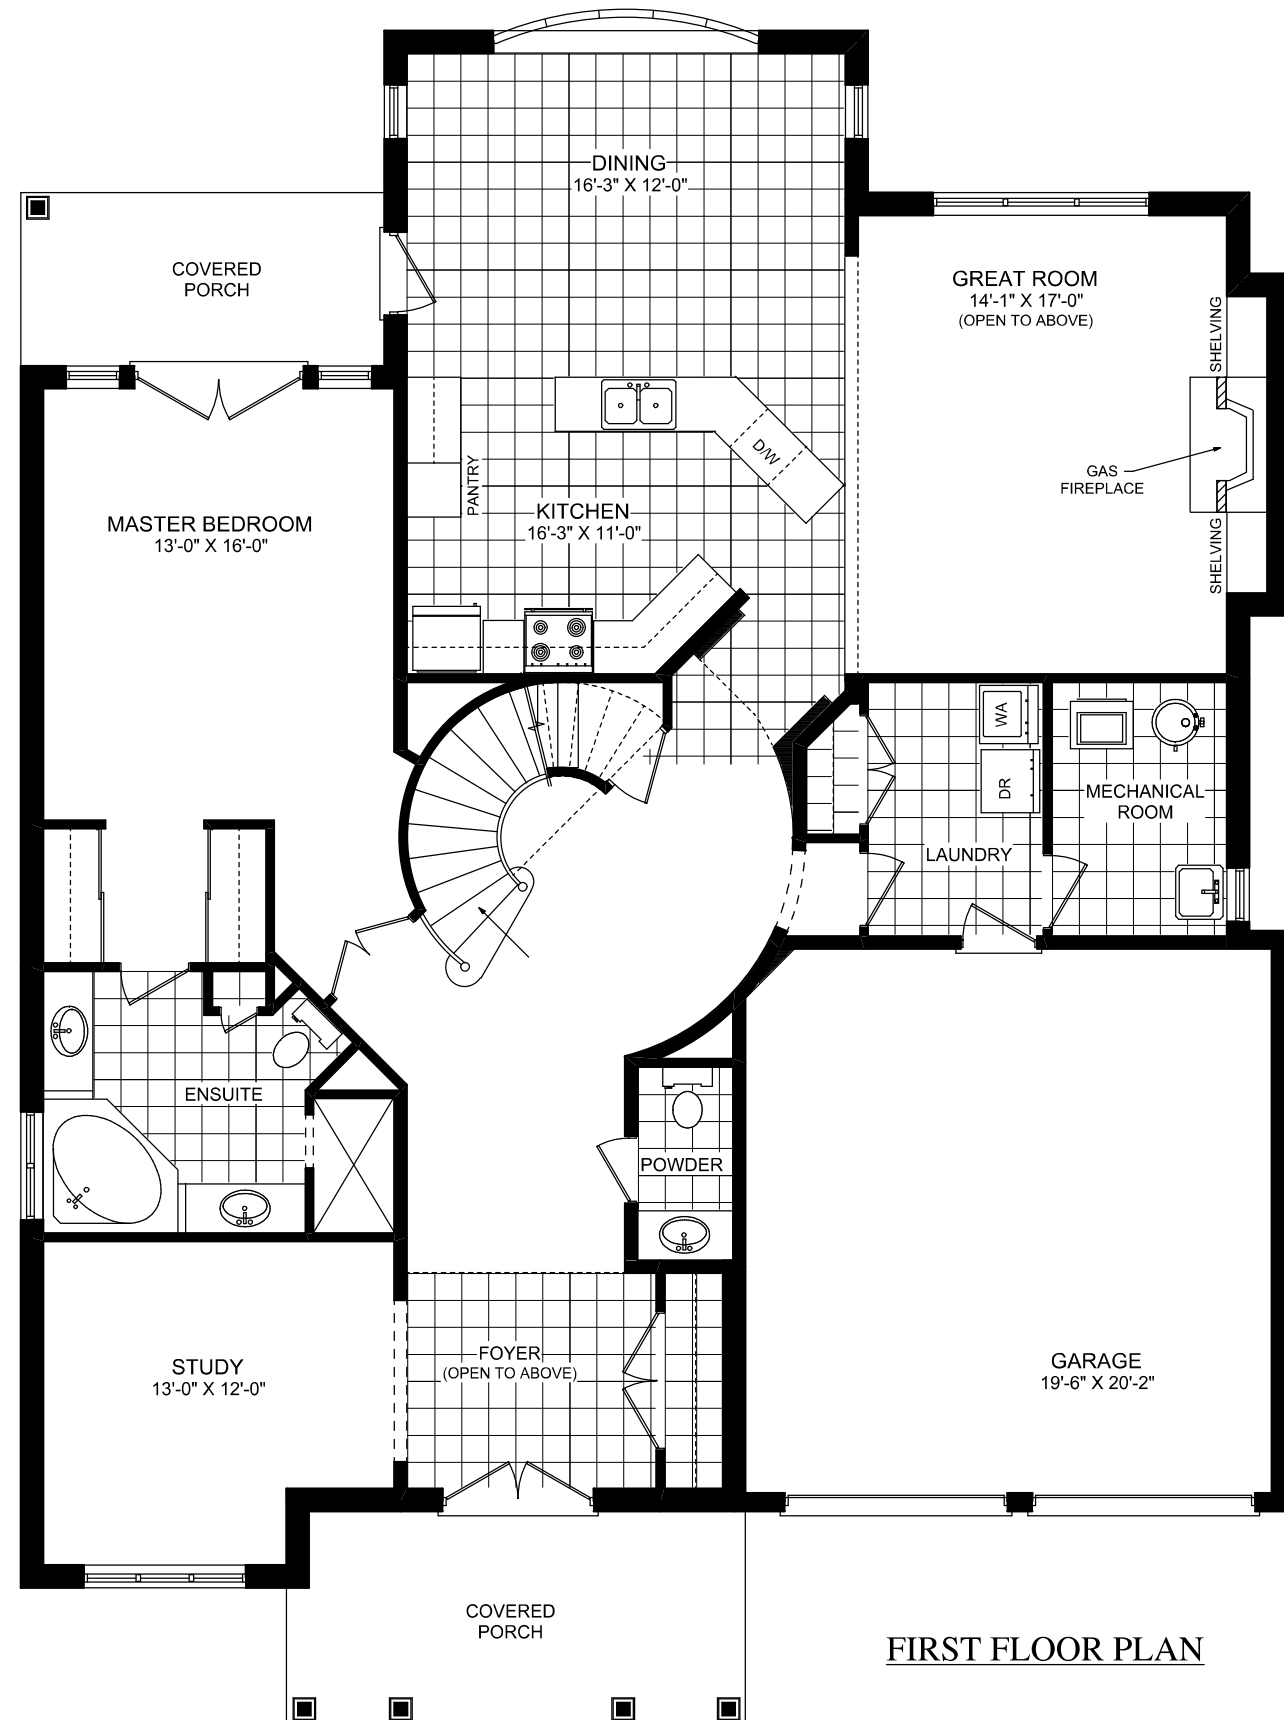 DINING
16'-3" X 12'-0"
COVERED
PORCH
GREAT ROOM
14'-1" X 17'-0"
(OPEN TO ABOVE)
SHELVING
GAS
FIREPLACE
SHELVING
D/W
PANTRY
KITCHEN
16'-3" X 11'-0"
MASTER BEDROOM
13'-0" X 16'-0"
WA
DR
MECHANICAL
ROOM
LAUNDRY
ENSUITE
POWDER
STUDY
13'-0" X 12'-0"
FOYER
(OPEN TO ABOVE)
GARAGE
19'-6" X 20'-2"
COVERED
PORCH
FIRST FLOOR PLAN